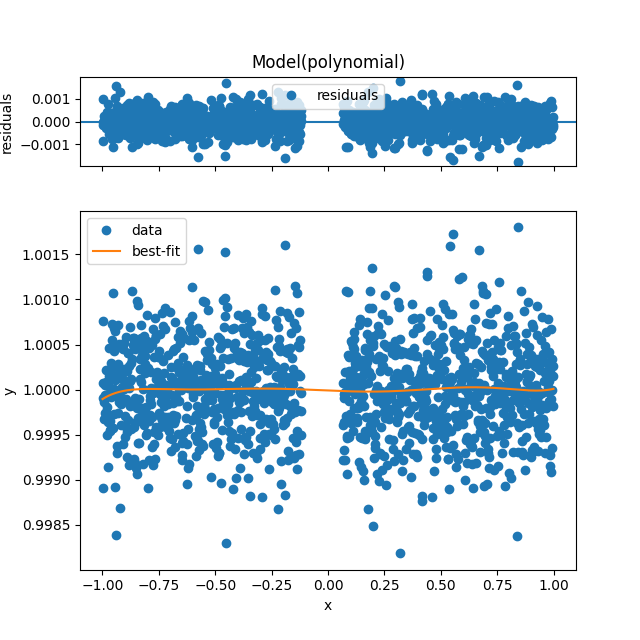 Model(polynomial)
residuals
0.001
0.000
−0.001
residuals
data
best-fit
y
1.0015
1.0010
1.0005
1.0000
0.9995
0.9990
0.9985
−1.00 −0.75 −0.50 −0.25 0.00 0.25 0.50 0.75 1.00
x